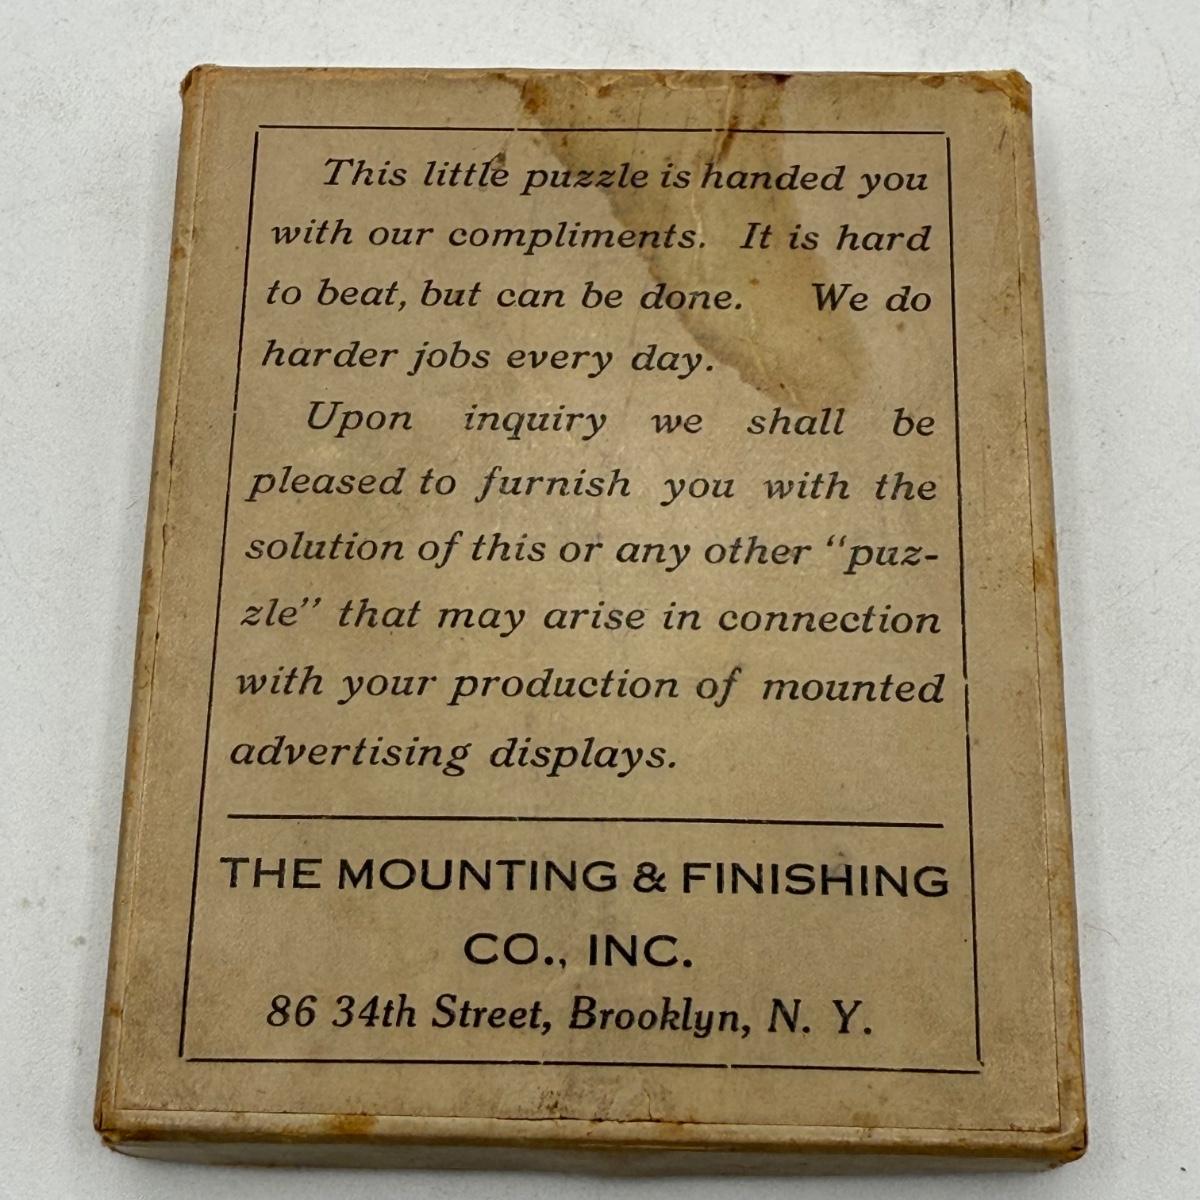 This little puzzle is handed you
with our compliments. It is hard
to beat, but can be done. We do
harder jobs every day.
Upon inquiry we shall be
pleased to furnish you with the
solution of this or any other “puz-
zle” that may arise in connection
with your production of mounted
advertising displays.
THE MOUNTING & FINISHING
CO., INC.
86 34th Street, Brooklyn, N. Y.